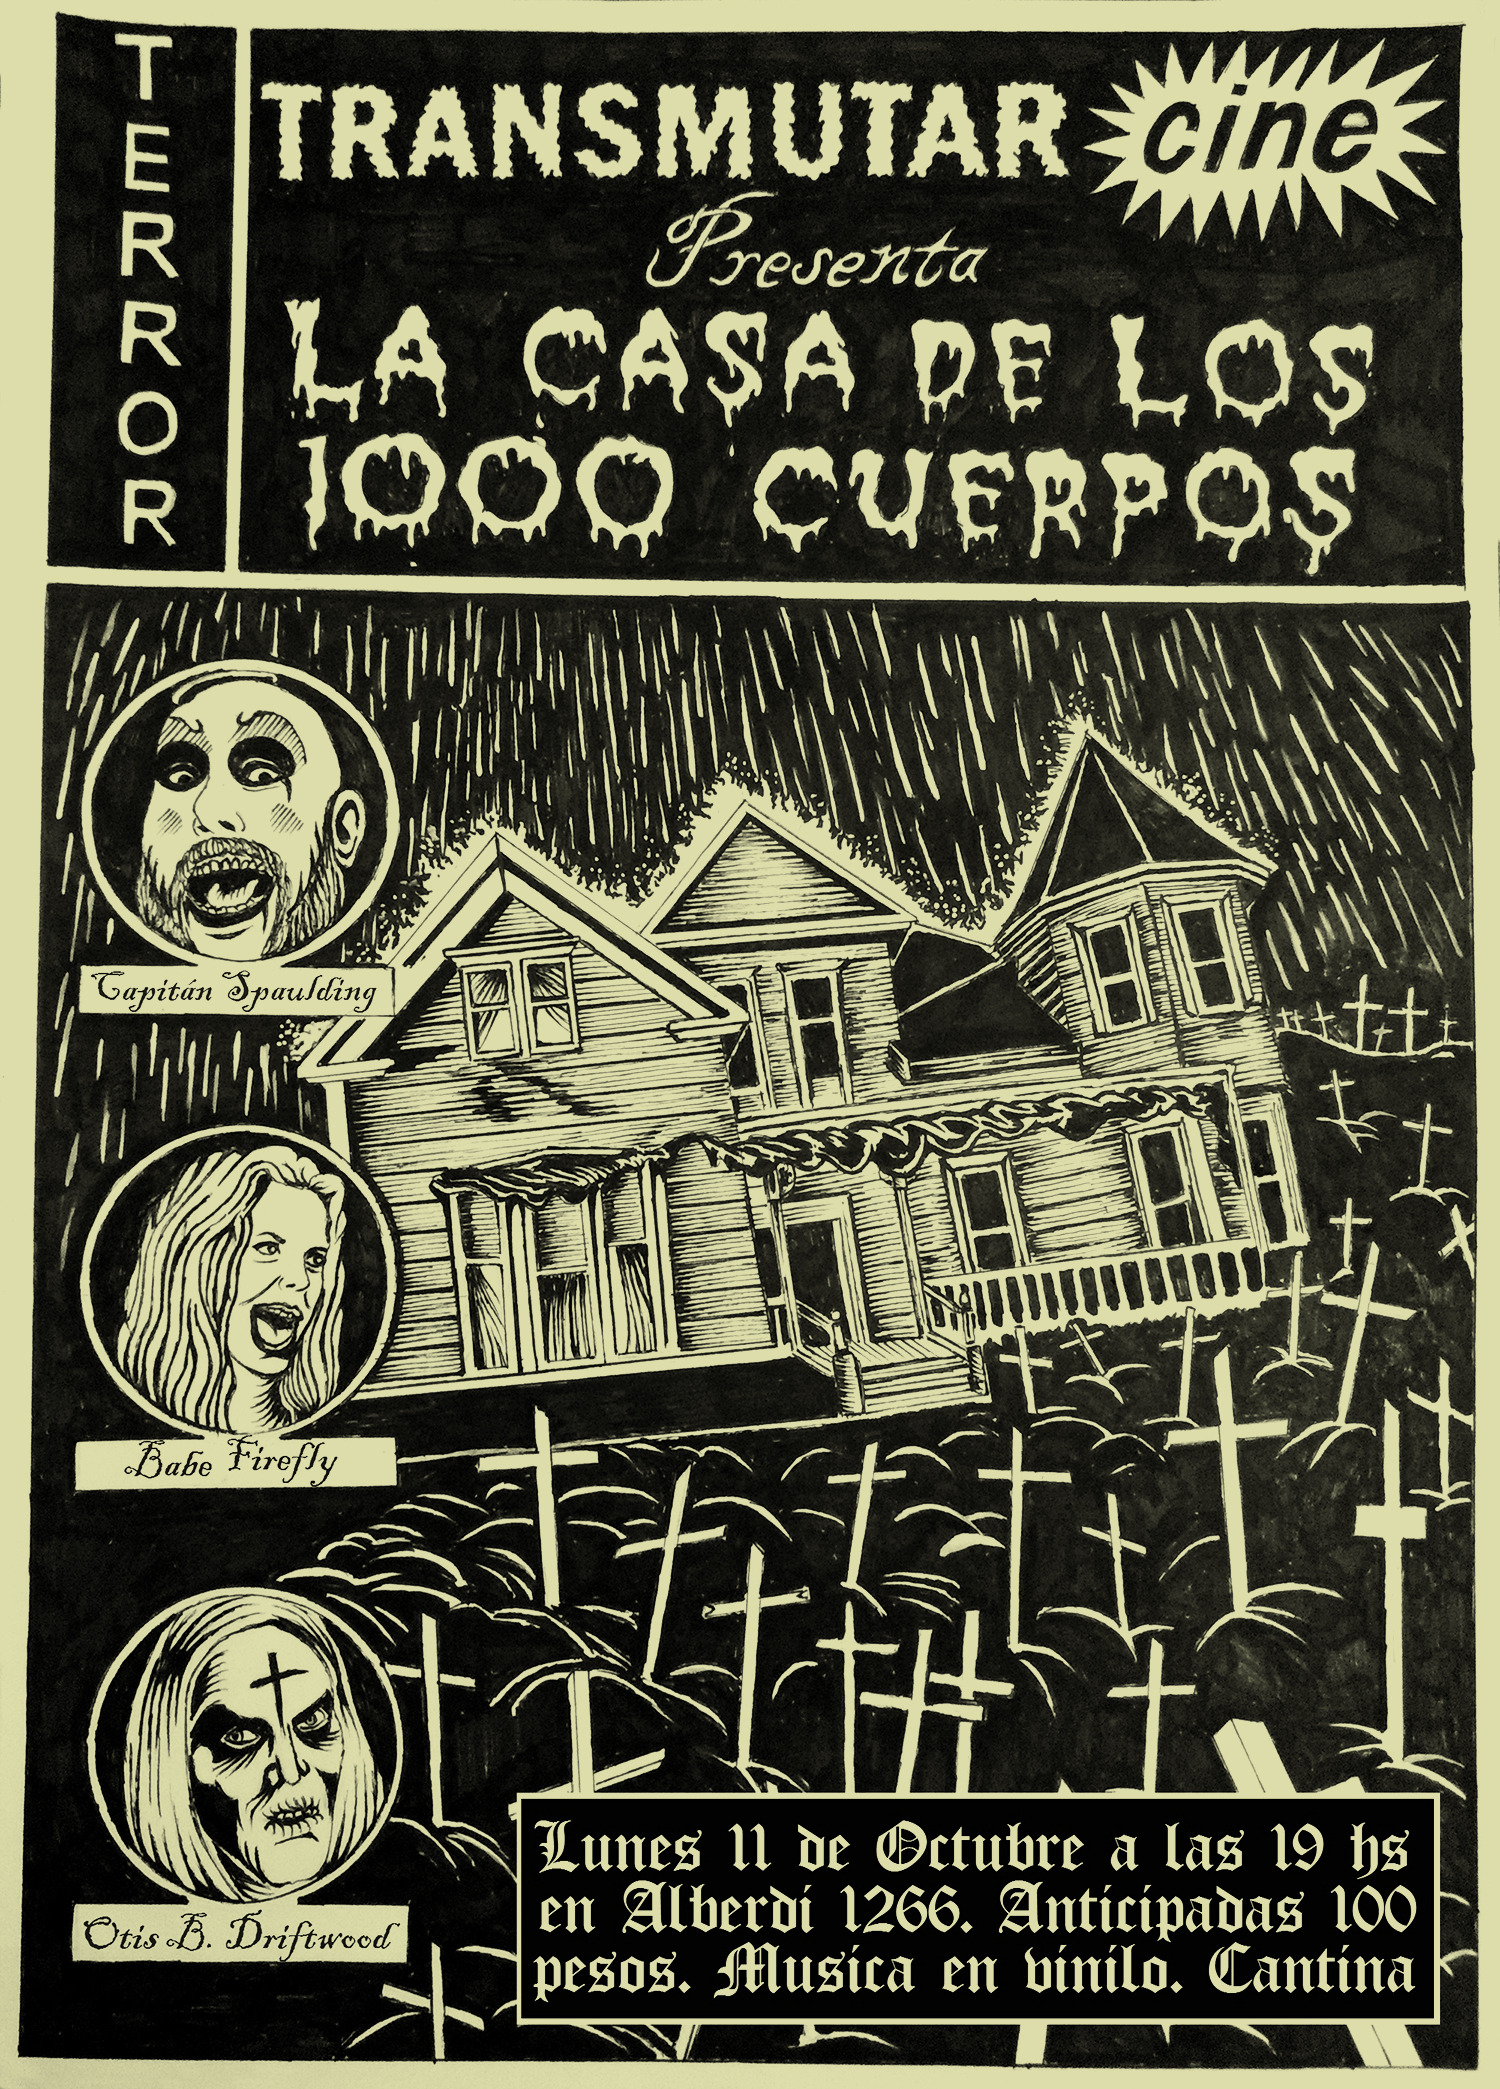 TERROR
TRANSMUTAR cine
Presenta
LA CASA DE LOS
1000 CUERPOS
Capitán Spaulding
Babe Firefly
Otis B. Driftwood
Lunes 11 de Octubre a las 19 hs
en Alberdi 1266. Anticipadas 100
pesos. Musica en vinilo. Cantina